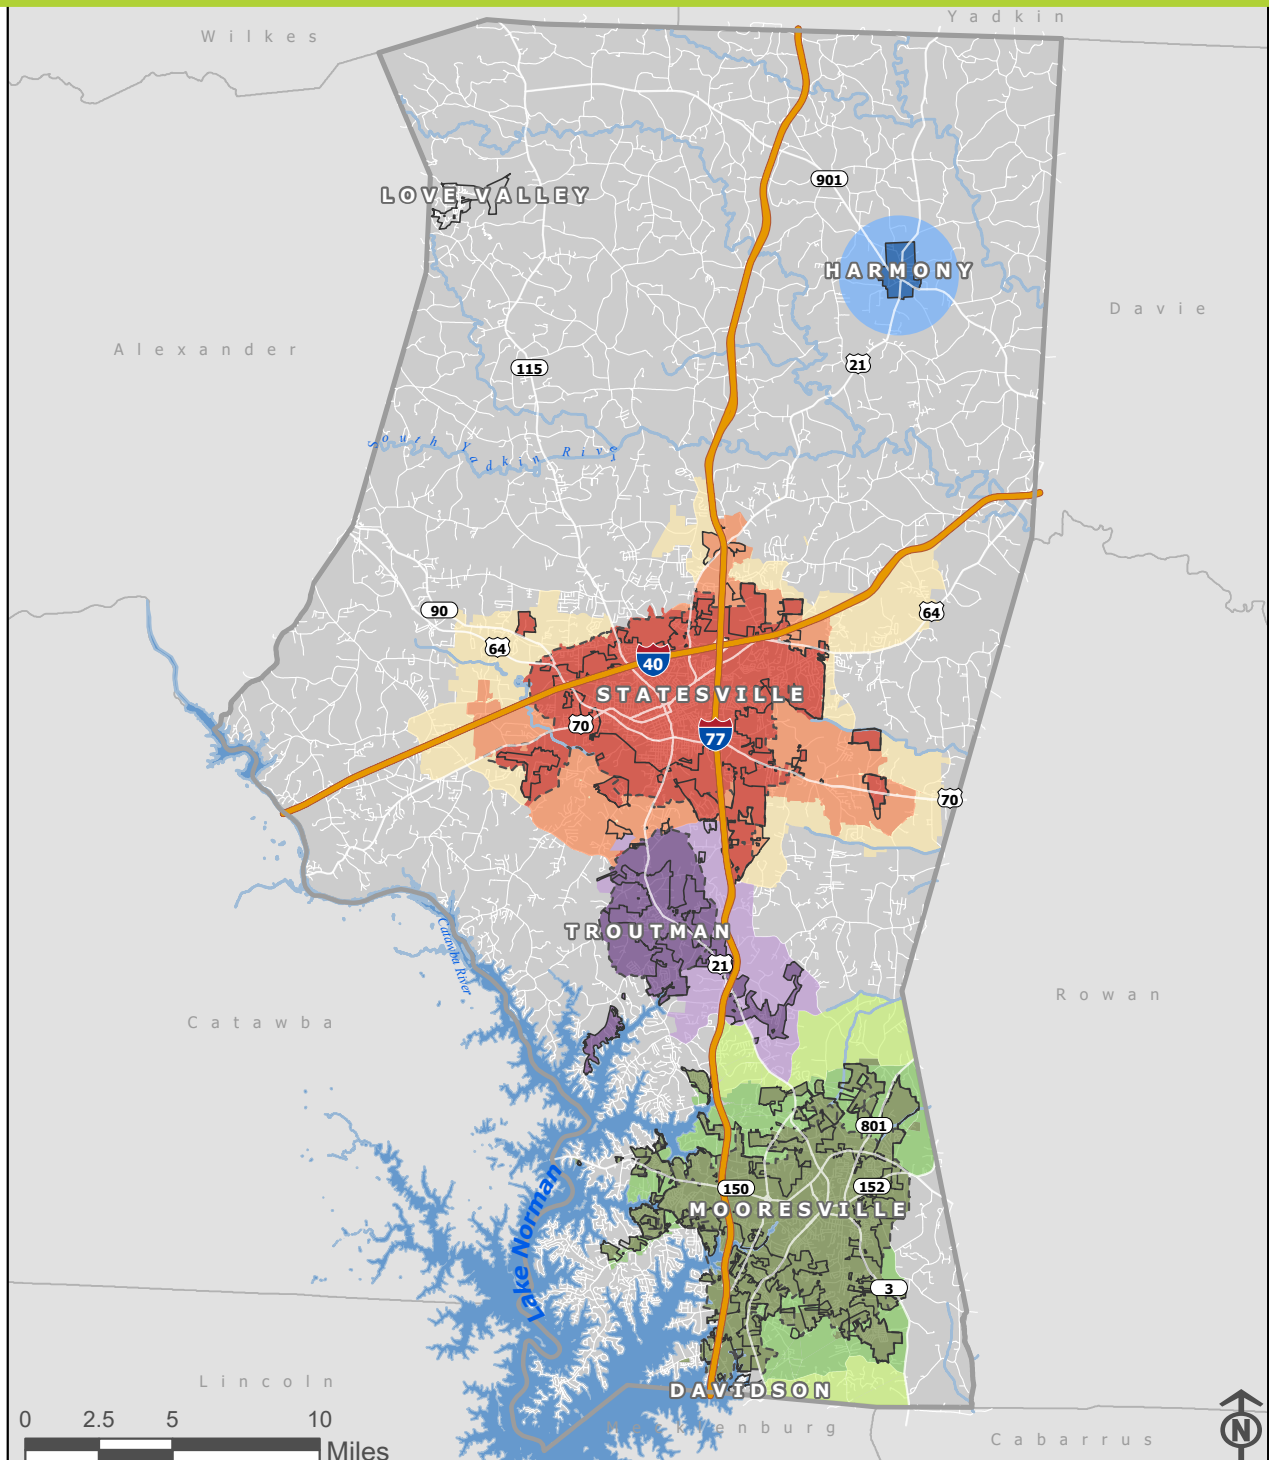 Yadkin
Wilkes
901
LOVE VALLEY
HARMONY
Davie
Alexander
21
115
South Yadkin River
90
64
64
40
STATESVILLE
70
77
70
TROUTMAN
21
Catawba River
Rowan
Catawba
801
150
152
MOORESVILLE
Lake Norman
3
Lincoln
DAVIDSON
0 2.5 5 10
Miles
Cabarrus
N